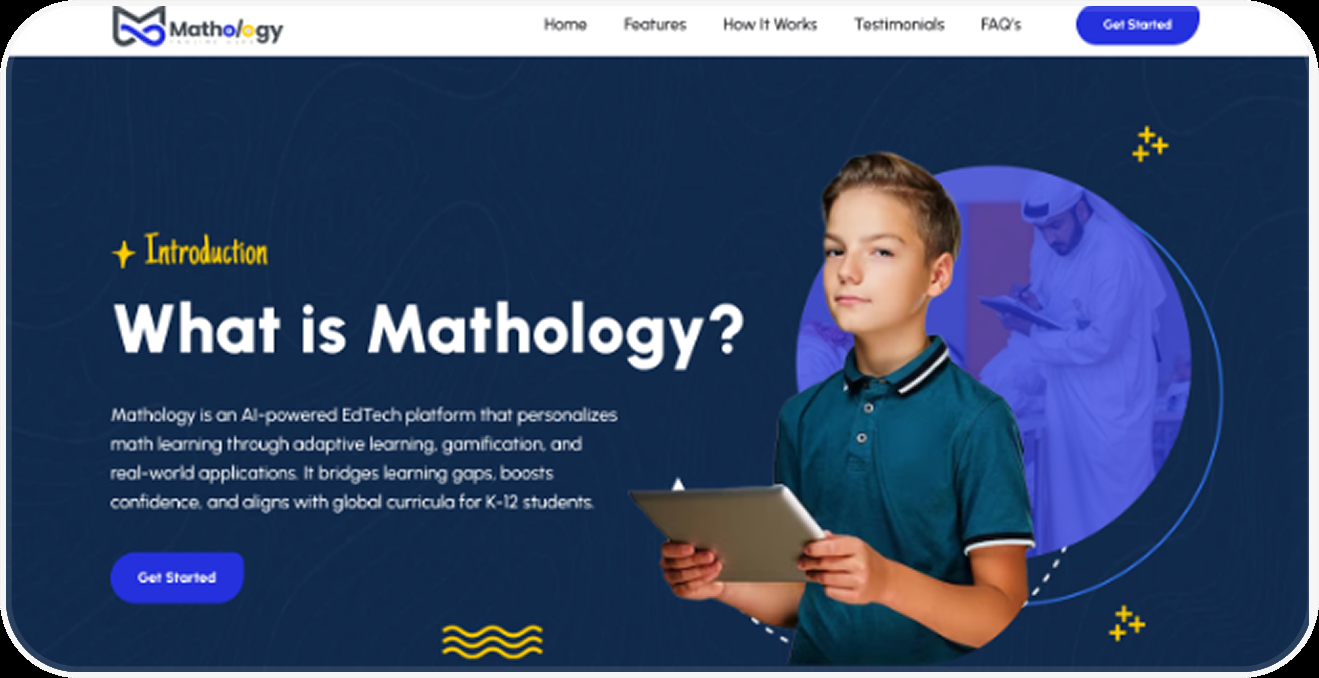 Mathology
Home
Features
How It Works
Testimonials
FAQ's
Get Started
Introduction
What is Mathology?
Mathology is an AI-powered EdTech platform that personalizes
math learning through adaptive learning, gamification, and
real-world applications. It bridges learning gaps, boosts
confidence, and aligns with global curricula for K-12 students.
Get Started